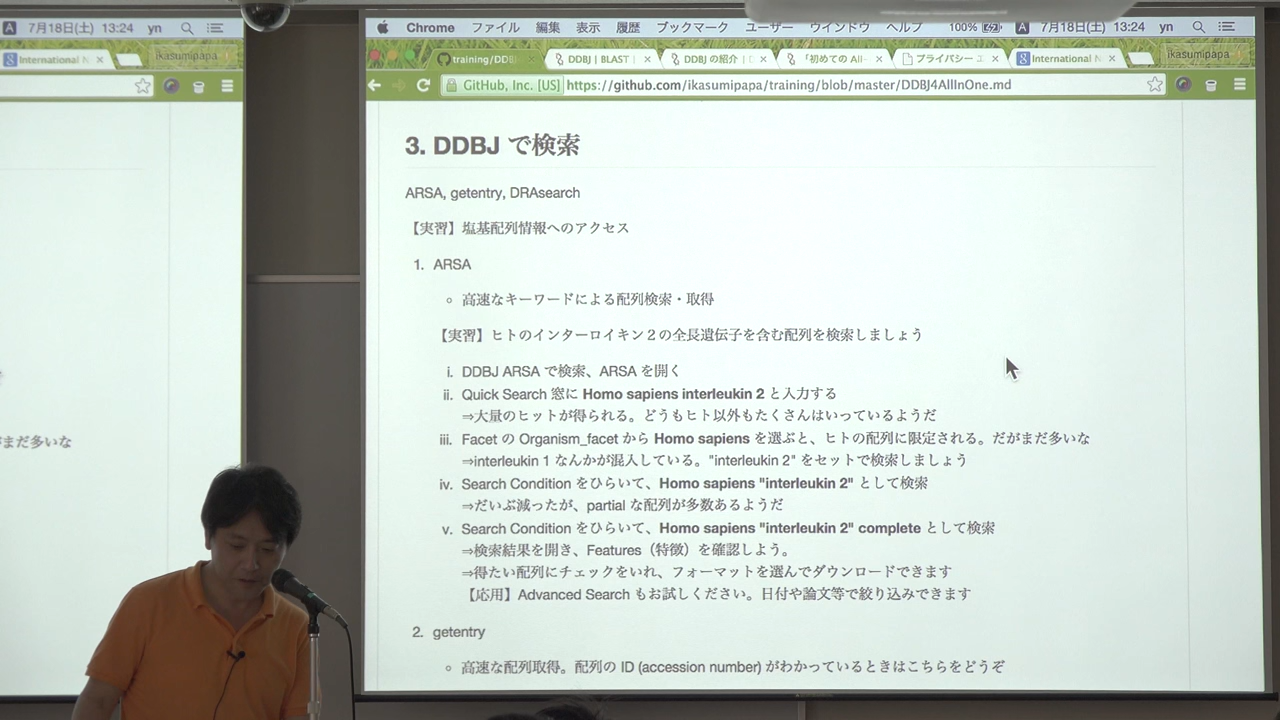 7月18日(土) 13:24 yn
International N
ikasumipapa
まだ多いな
Chrome ファイル 編集 表示 履歴 ブックマーク ユーザー ウインドウ ヘルプ 100% 7月18日(土) 13:24 yn
training/DDBJ DDBJ | BLAST | DDBJ の紹介 | D 「初めての All- プライバシー ユ International N ikasumipapa
GitHub, Inc. [US] https://github.com/ikasumipapa/training/blob/master/DDBJ4AllInOne.md
3. DDBJ で検索
ARSA, getentry, DRAsearch
【実習】塩基配列情報へのアクセス
1. ARSA
高速なキーワードによる配列検索・取得
【実習】ヒトのインターロイキン２の全長遺伝子を含む配列を検索しましょう
i. DDBJ ARSA で検索、ARSA を開く
ii. Quick Search 窓に Homo sapiens interleukin 2 と入力する
⇒大量のヒットが得られる。どうもヒト以外もたくさんはいっているようだ
iii. Facet の Organism_facet から Homo sapiens を選ぶと、ヒトの配列に限定される。だがまだ多いな
⇒interleukin 1 なんかが混入している。"interleukin 2" をセットで検索しましょう
iv. Search Condition をひらいて、Homo sapiens "interleukin 2" として検索
⇒だいぶ減ったが、partial な配列が多数あるようだ
v. Search Condition をひらいて、Homo sapiens "interleukin 2" complete として検索
⇒検索結果を開き、Features（特徴）を確認しよう。
⇒得たい配列にチェックをいれ、フォーマットを選んでダウンロードできます
【応用】Advanced Search もお試しください。日付や論文等で絞り込みできます
2. getentry
高速な配列取得。配列の ID (accession number) がわかっているときはこちらをどうぞ